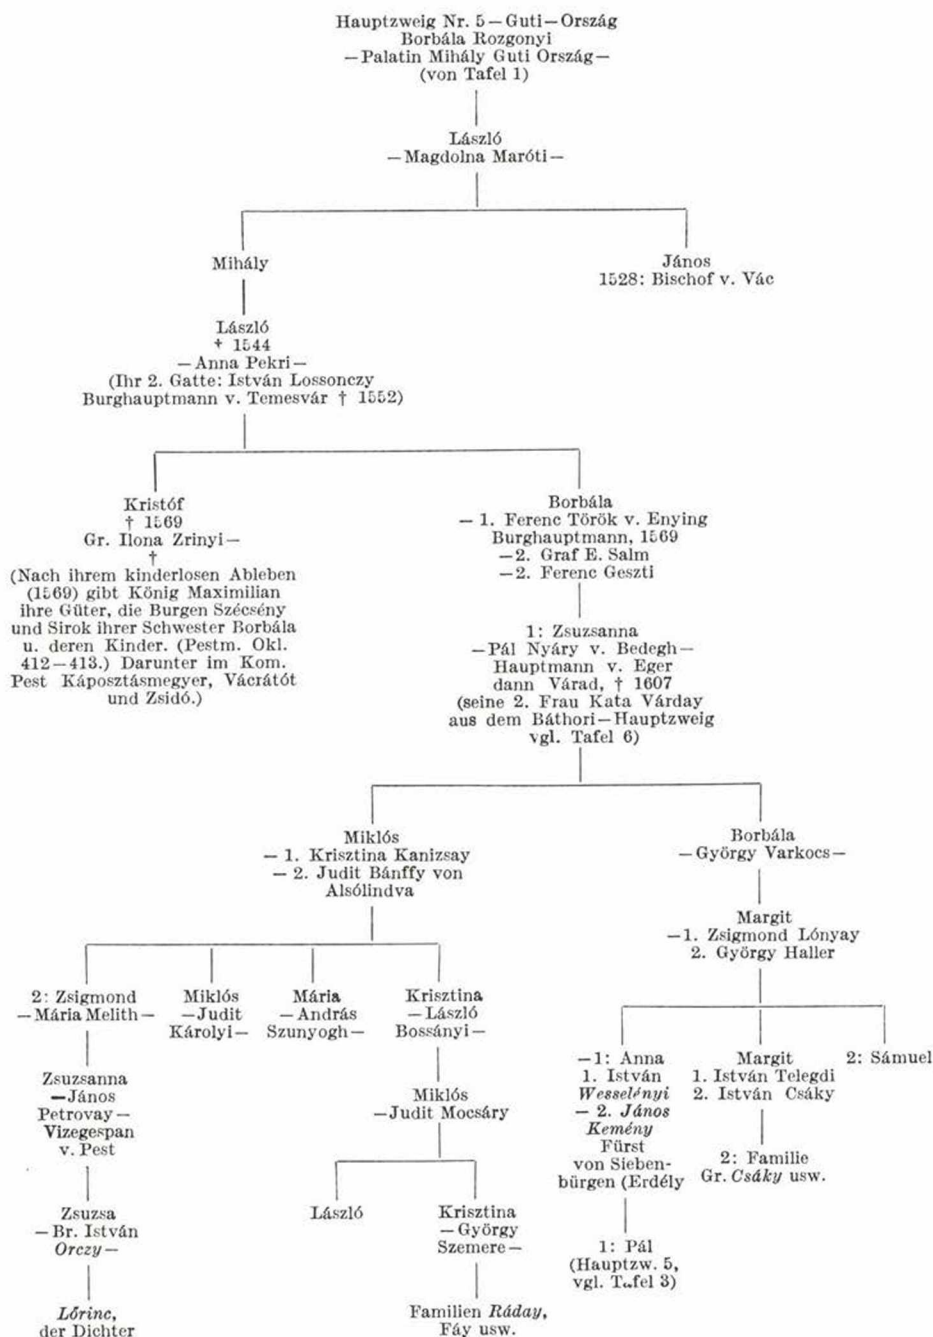 Hauptzweig Nr. 5—Guti—Ország
Borbála Rozgonyi
—Palatin Mihály Guti Ország—
(von Tafel 1)
László
—Magdolna Maróti—
Mihály
János
1528: Bischof v. Vác
László
† 1544
—Anna Pekri—
(Ihr 2. Gatte: István Lossonczy
Burghauptmann v. Temesvár † 1552)
Kristóf
† 1569
Gr. Ilona Zrinyi—
†
(Nach ihrem kinderlosen Ableben
(1569) gibt König Maximilian
ihre Güter, die Burgen Szécsény
und Sirok ihrer Schwester Borbála
u. deren Kinder. (Pestm. Okl.
412—413.) Darunter im Kom.
Pest Káposztásmegyer, Vácrátót
und Zsidó.)
Borbála
— 1. Ferenc Török v. Enying
Burghauptmann, 1569
—2. Graf E. Salm
—2. Ferenc Geszti
1: Zsuzsanna
—Pál Nyáry v. Bedegh—
Hauptmann v. Eger
dann Várad, † 1607
(seine 2. Frau Kata Várday
aus dem Báthori—Hauptzweig
vgl. Tafel 6)
Miklós
— 1. Krisztina Kanizsay
— 2. Judit Bánffy von
Alsólindva
Borbála
—György Varkocs—
Margit
—1. Zsigmond Lónyay
2. György Haller
2: Zsigmond
—Mária Melith—
Miklós
—Judit
Károlyi—
Mária
—András
Szunyogh—
Krisztina
—László
Bossányi—
—1: Anna
1. István
Wesselényi
— 2. János
Kemény
Fürst
von Sieben-
bürgen (Erdély
Margit
1. István Telegdi
2. István Csáky
2: Sámuel
Zsuzsanna
—János
Petrovay—
Vizegespan
v. Pest
Miklós
—Judit Mocsáry
2: Familie
Gr. Csáky usw.
Zsuzsa
—Br. István
Orczy—
László
Krisztina
—György
Szemere—
1: Pál
(Hauptzw. 5,
vgl. Tafel 3)
Lőrinc,
der Dichter
Familien Ráday,
Fáy usw.